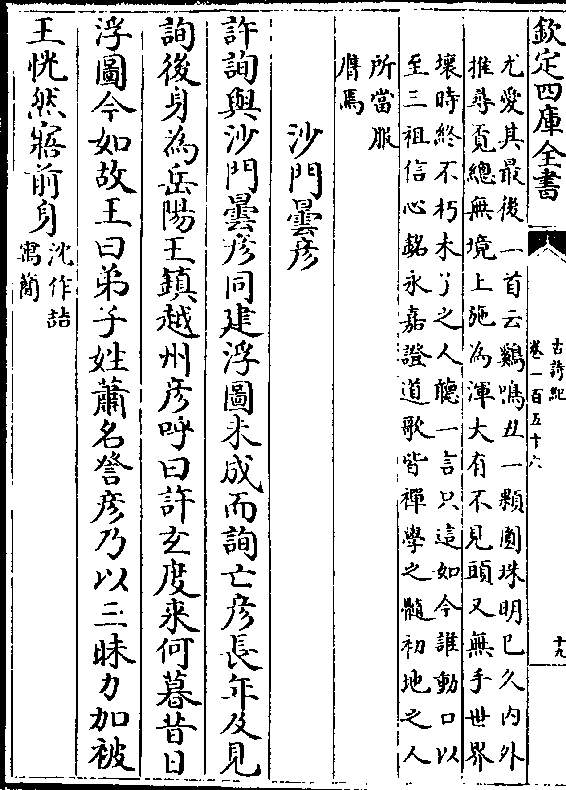 欽定四庫全書
古詩紀
卷一百五十六
十九
尤愛其最後一首云鷄鳴丑一顆圓珠明已久内外
推尋覔總無境上施為渾大有不見頭又無手世界
壞時終不朽未了之人聽一言只這如今誰動口以
至三祖信心銘永嘉證道歌皆禪學之髓初地之人
所當服
膺焉
沙門曇彦
許詢與沙門曇彦同建浮圖未成而詢亡彦長年及見
詢後身為岳陽王鎮越州彦呼曰許玄度来何暮昔日
浮圖今如故王曰弟子姓蕭名詧彦乃以三昧力加被
王恍然寤前身
沈作喆
寓簡